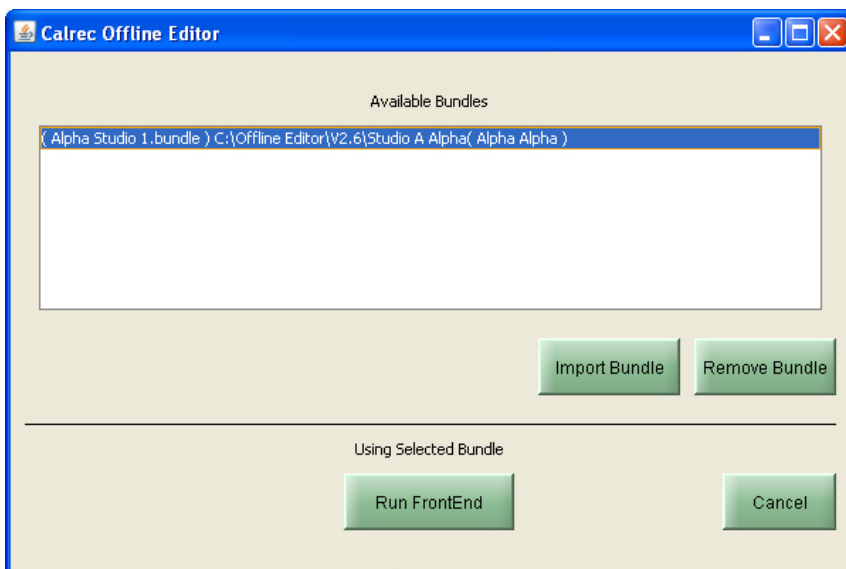 Calrec Offline Editor
Available Bundles
( Alpha Studio 1.bundle ) C:\Offline Editor\V2.6\Studio A Alpha( Alpha Alpha )
Import Bundle
Remove Bundle
Using Selected Bundle
Run FrontEnd
Cancel